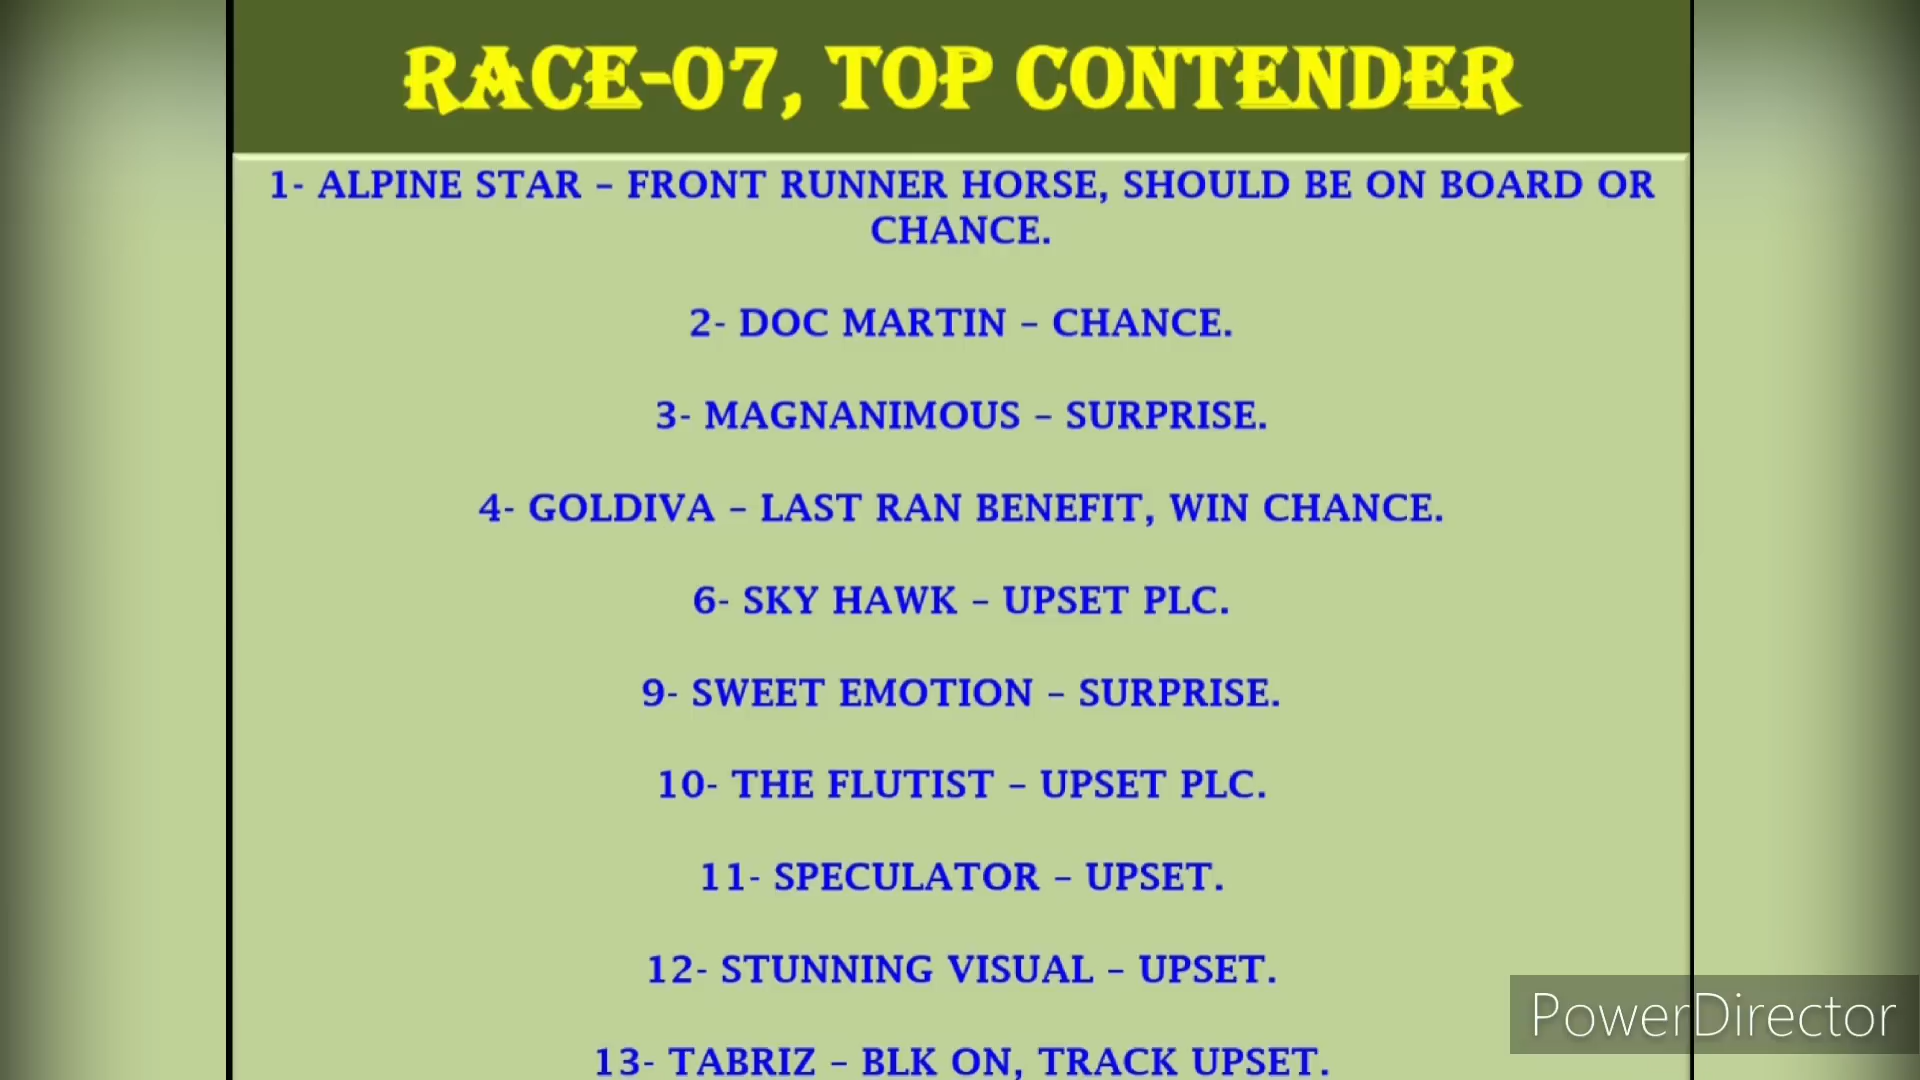 RACE-07, TOP CONTENDER
1- ALPINE STAR – FRONT RUNNER HORSE, SHOULD BE ON BOARD OR
CHANCE.
2- DOC MARTIN – CHANCE.
3- MAGNANIMOUS – SURPRISE.
4- GOLDIVA – LAST RAN BENEFIT, WIN CHANCE.
6- SKY HAWK – UPSET PLC.
9- SWEET EMOTION – SURPRISE.
10- THE FLUTIST – UPSET PLC.
11- SPECULATOR – UPSET.
12- STUNNING VISUAL – UPSET.
13- TABRIZ – BLK ON, TRACK UPSET.
PowerDirector